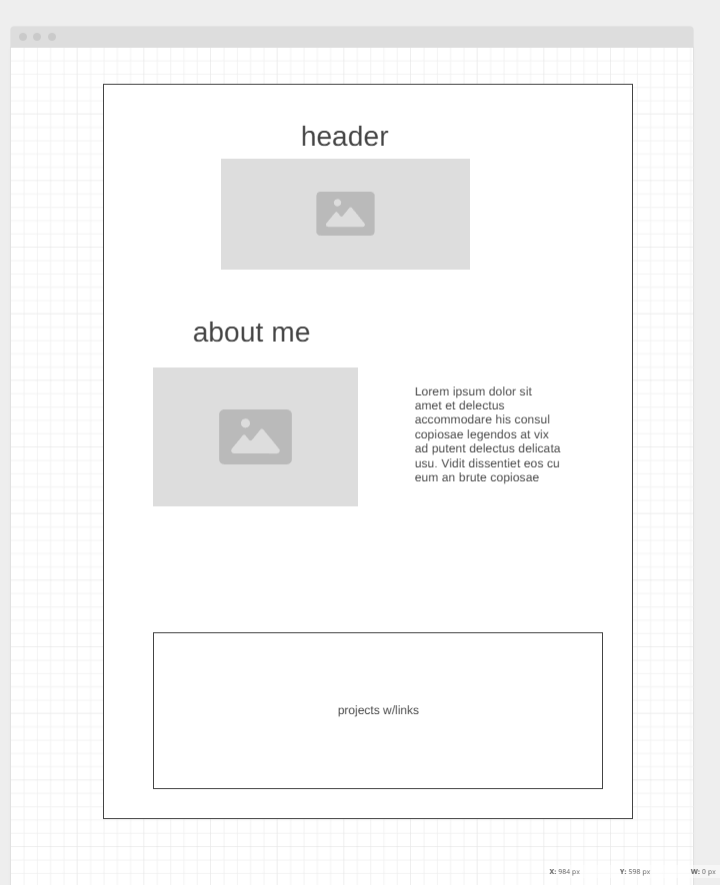 header
about me
Lorem ipsum dolor sit
amet et delectus
accommodare his consul
copiosae legendos at vix
ad putent delectus delicata
usu. Vidit dissentiet eos cu
eum an brute copiosae
projects w/links
X: 984 px Y: 598 px W: 0 px